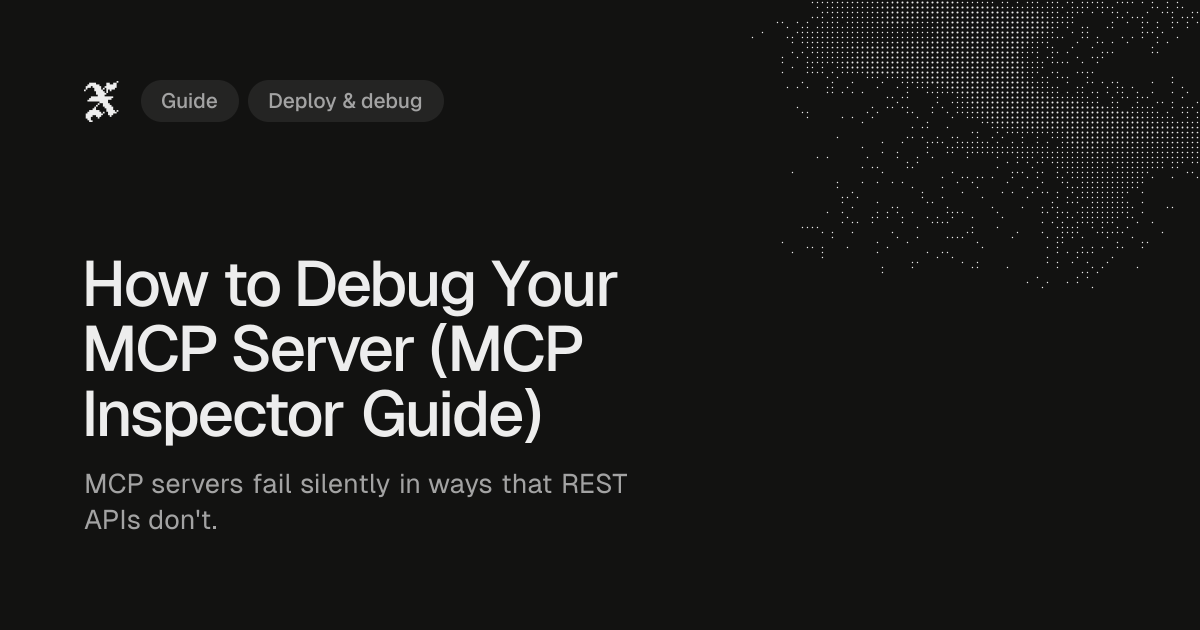 Guide
Deploy & debug
How to Debug Your
MCP Server (MCP
Inspector Guide)
MCP servers fail silently in ways that REST
APIs don't.